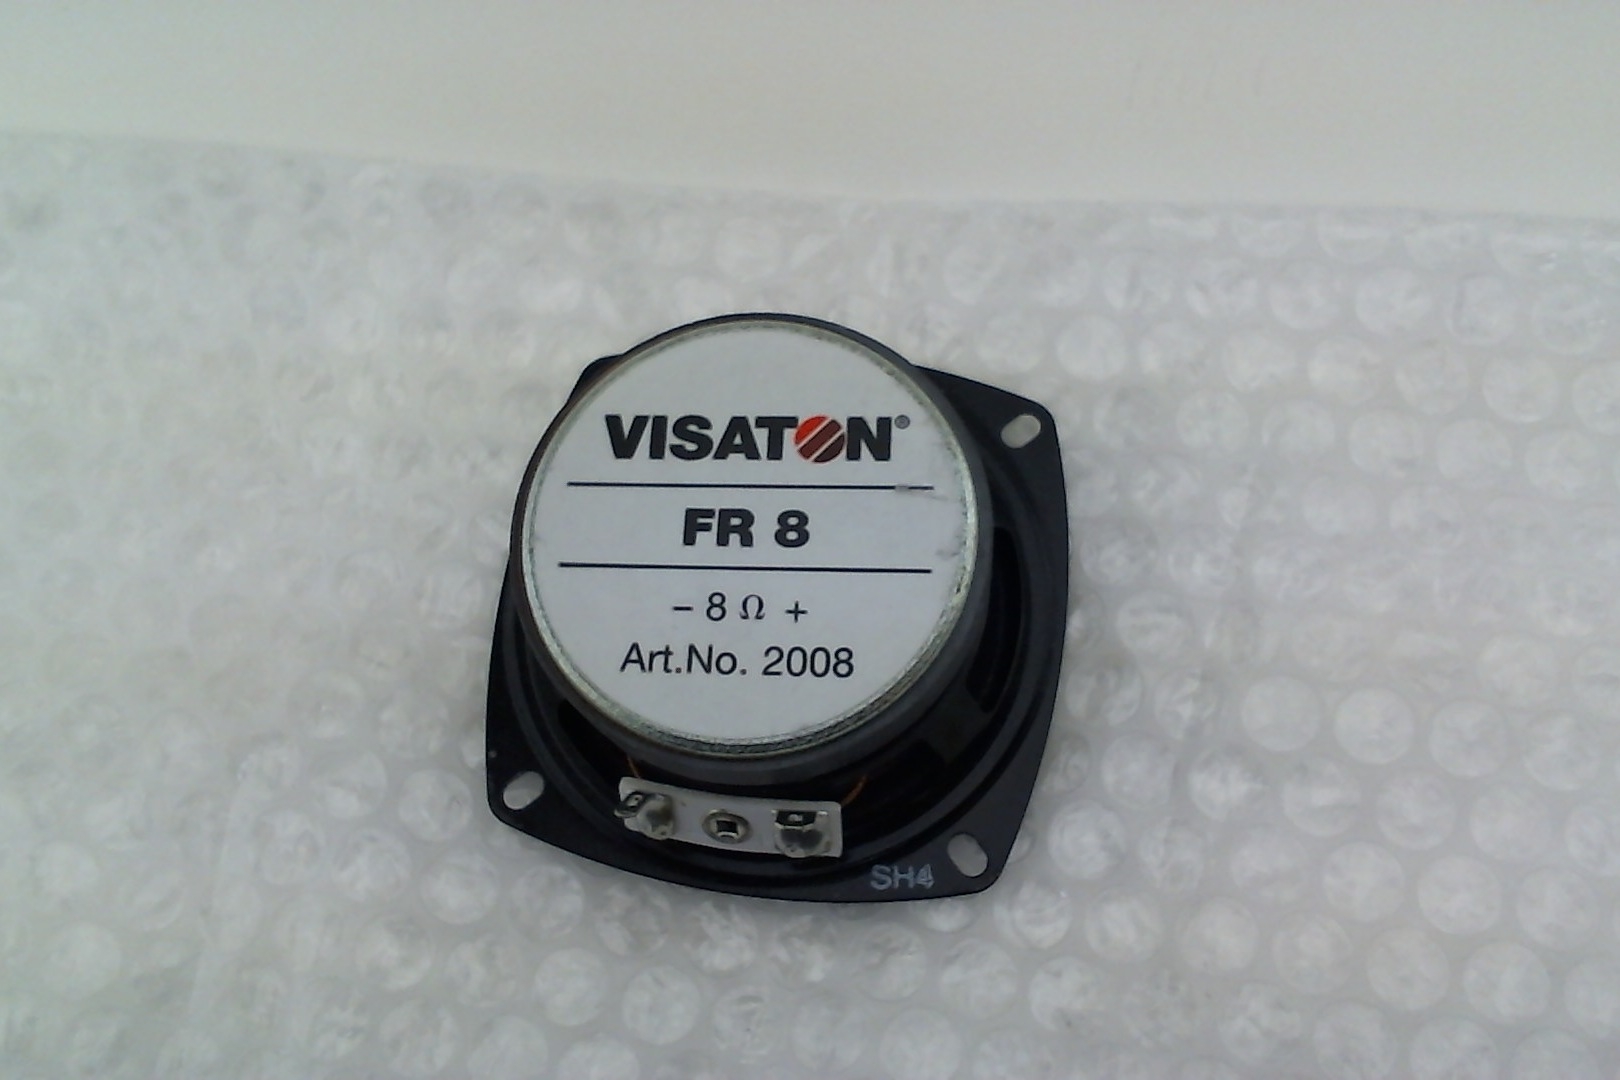 VISATON®
FR 8
– 8 Ω +
Art.No. 2008
SH4